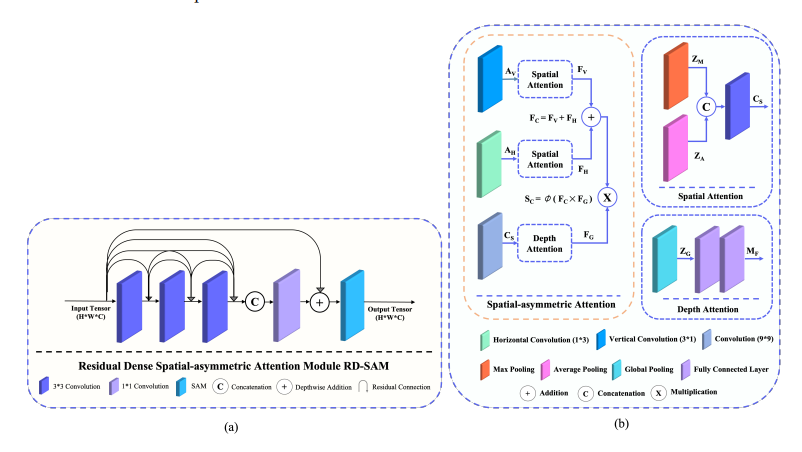 Input Tensor
(H*W*C)
C
+
Output Tensor
(H*W*C)
Residual Dense Spatial-asymmetric Attention Module RD-SAM
3*3 Convolution
1*1 Convolution
SAM
C Concatenation
+ Depthwise Addition
Residual Connection
(a)
A_V
Spatial
Attention
F_V
F_C = F_V + F_H
+
A_H
Spatial
Attention
F_H
S_C = Φ ( F_C × F_G )
X
C_S
Depth
Attention
F_G
Spatial-asymmetric Attention
Z_M
C
C_S
Z_A
Spatial Attention
Z_G
M_F
Depth Attention
Horizontal Convolution (1*3)
Vertical Convolution (3*1)
Convolution (9*9)
Max Pooling
Average Pooling
Global Pooling
Fully Connected Layer
+ Addition
C Concatenation
X Multiplication
(b)